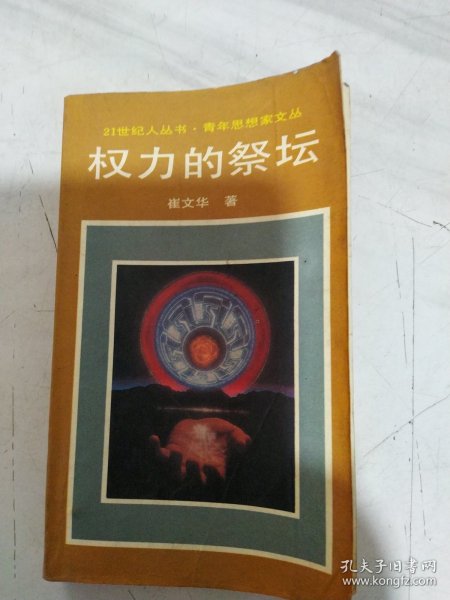 21世纪人丛书·青年思想家文丛
权力的祭坛
崔文华 著
孔夫子旧书网
www.kongfz.com